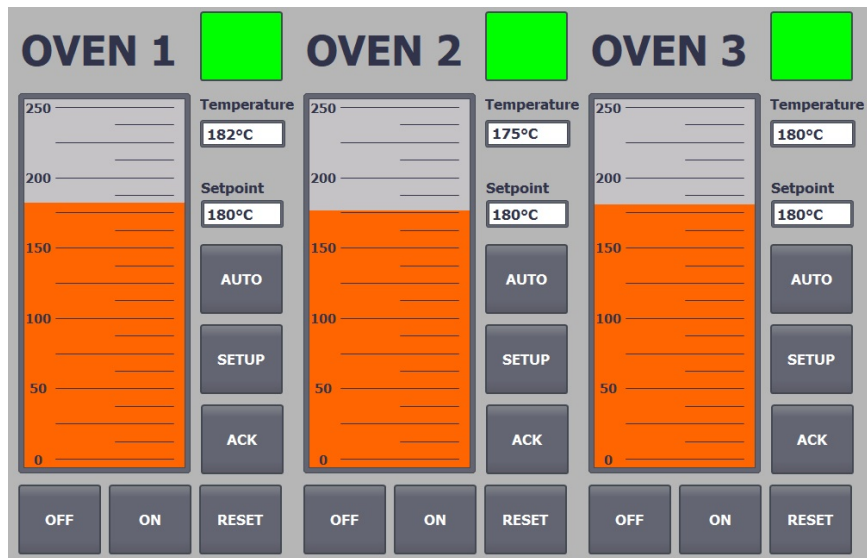 OVEN 1
250
200
150
100
50
0
Temperature
182°C
Setpoint
180°C
AUTO
SETUP
ACK
OFF
ON
RESET
OVEN 2
250
200
150
100
50
0
Temperature
175°C
Setpoint
180°C
AUTO
SETUP
ACK
OFF
ON
RESET
OVEN 3
250
200
150
100
50
0
Temperature
180°C
Setpoint
180°C
AUTO
SETUP
ACK
OFF
ON
RESET